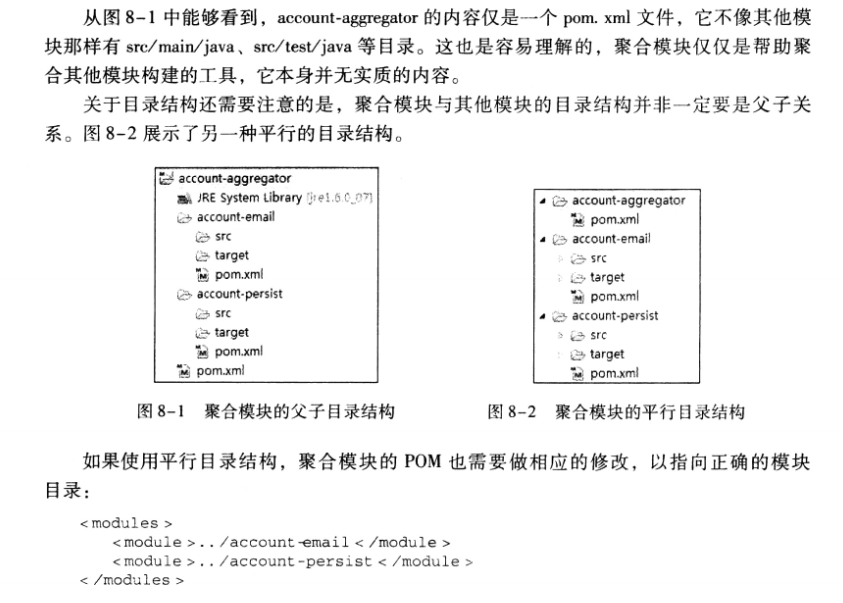 从图 8-1 中能够看到，account-aggregator 的内容仅是一个 pom. xml 文件，它不像其他模
块那样有 src/main/java、src/test/java 等目录。这也是容易理解的，聚合模块仅仅是帮助聚
合其他模块构建的工具，它本身并无实质的内容。
关于目录结构还需要注意的是，聚合模块与其他模块的目录结构并非一定要是父子关
系。图 8-2 展示了另一种平行的目录结构。
account-aggregator
JRE System Library [jre1.6.0_07]
account-email
src
target
pom.xml
account-persist
src
target
pom.xml
pom.xml
图 8-1 聚合模块的父子目录结构
account-aggregator
pom.xml
account-email
src
target
pom.xml
account-persist
src
target
pom.xml
图 8-2 聚合模块的平行目录结构
如果使用平行目录结构，聚合模块的 POM 也需要做相应的修改，以指向正确的模块
目录：
< modules >
< module >../account-email < /module >
< module >../account-persist < /module >
< /modules >